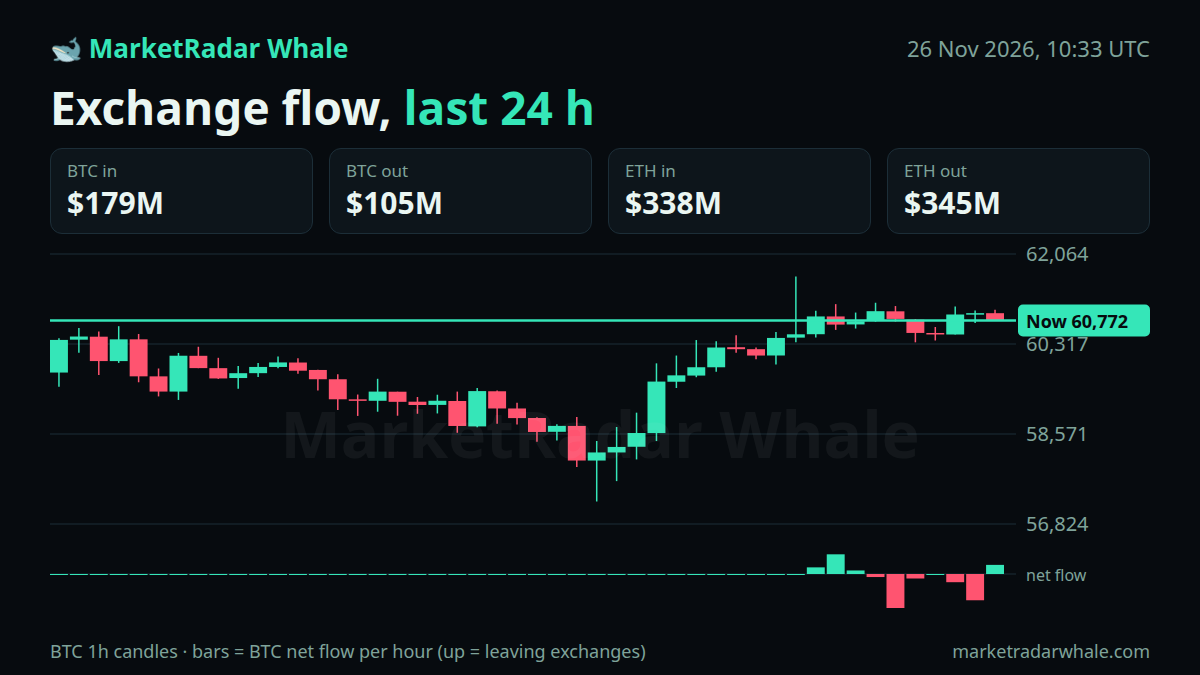 🐳 MarketRadar Whale
26 Nov 2026, 10:33 UTC
Exchange flow, last 24 h
BTC in
$179M
BTC out
$105M
ETH in
$338M
ETH out
$345M
62,064
Now 60,772
60,317
58,571
56,824
MarketRadar Whale
net flow
BTC 1h candles · bars = BTC net flow per hour (up = leaving exchanges)
marketradarwhale.com